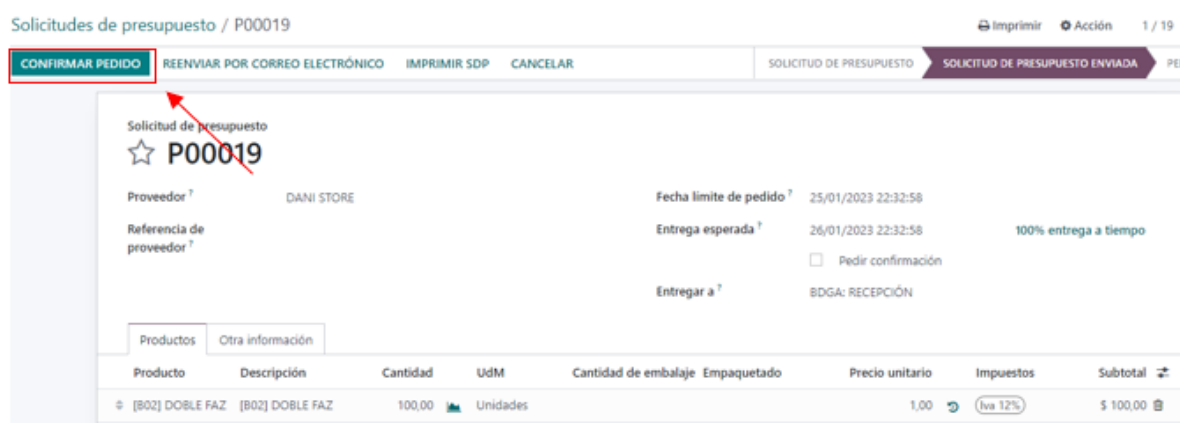 Solicitudes de presupuesto / P00019
Imprimir Acción 1 / 19
CONFIRMAR PEDIDO REENVIAR POR CORREO ELECTRÓNICO IMPRIMIR SDP CANCELAR SOLICITUD DE PRESUPUESTO SOLICITUD DE PRESUPUESTO ENVIADA PE
Solicitud de presupuesto
P00019
Proveedor ? DANI STORE Fecha límite de pedido ? 25/01/2023 22:32:58
Referencia de proveedor ? Entrega esperada ? 26/01/2023 22:32:58 100% entrega a tiempo
Pedir confirmación
Entregar a ? BDGA: RECEPCIÓN
Productos Otra información
Producto Descripción Cantidad UdM Cantidad de embalaje Empaquetado Precio unitario Impuestos Subtotal
[B02] DOBLE FAZ [B02] DOBLE FAZ 100,00 Unidades 1,00 (Iva 12%) $ 100,00